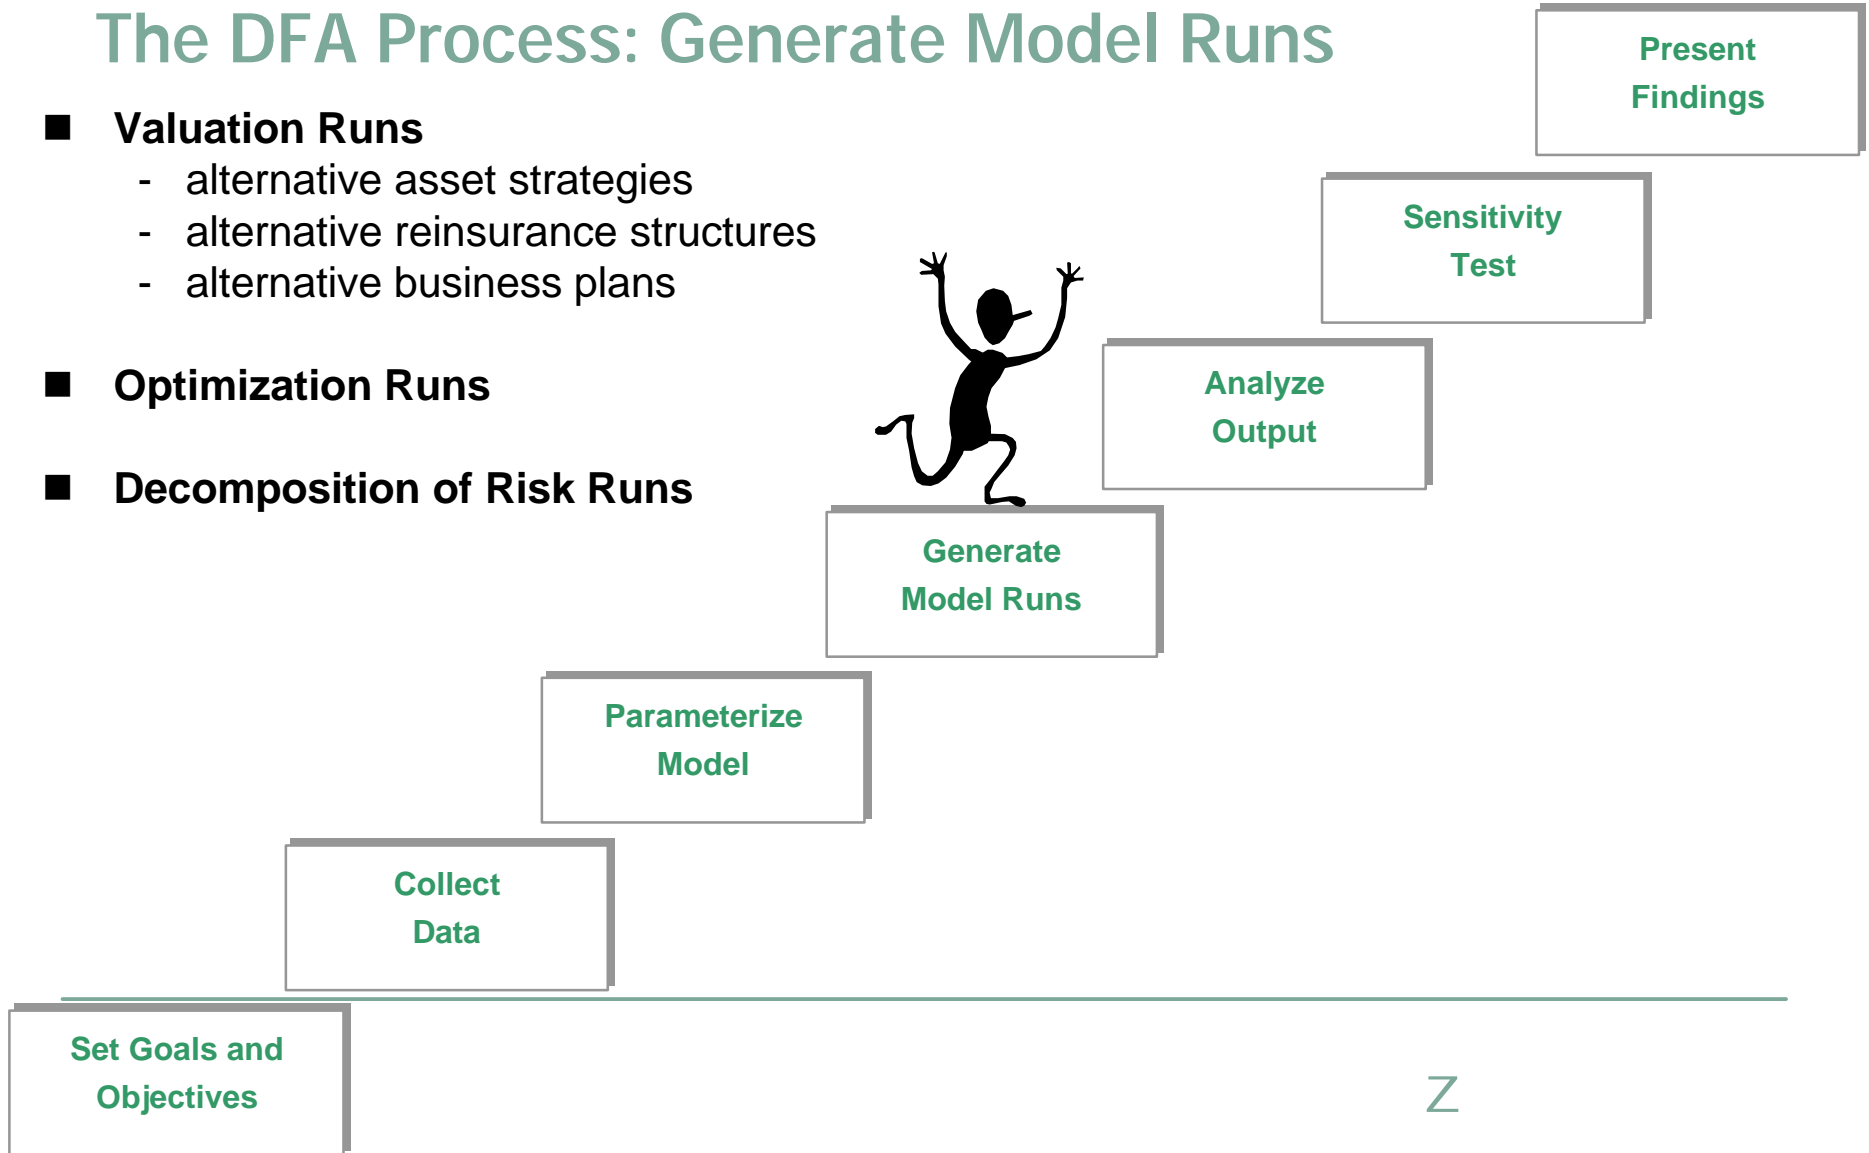 The DFA Process: Generate Model Runs
■ Valuation Runs
- alternative asset strategies
- alternative reinsurance structures
- alternative business plans
■ Optimization Runs
■ Decomposition of Risk Runs
Present
Findings
Sensitivity
Test
Analyze
Output
Generate
Model Runs
Parameterize
Model
Collect
Data
Set Goals and
Objectives
Z